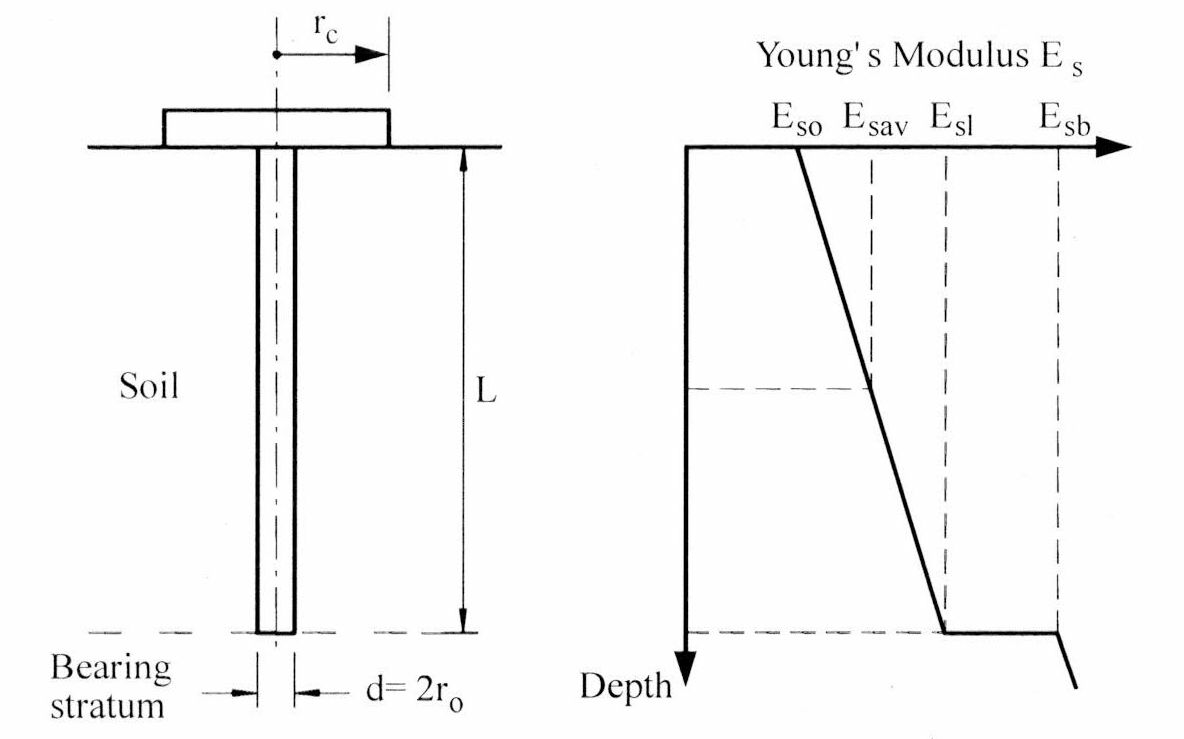 r_c
Young's Modulus E_s
E_so E_sav E_sl E_sb
Soil
L
Bearing
stratum
d= 2r_o
Depth